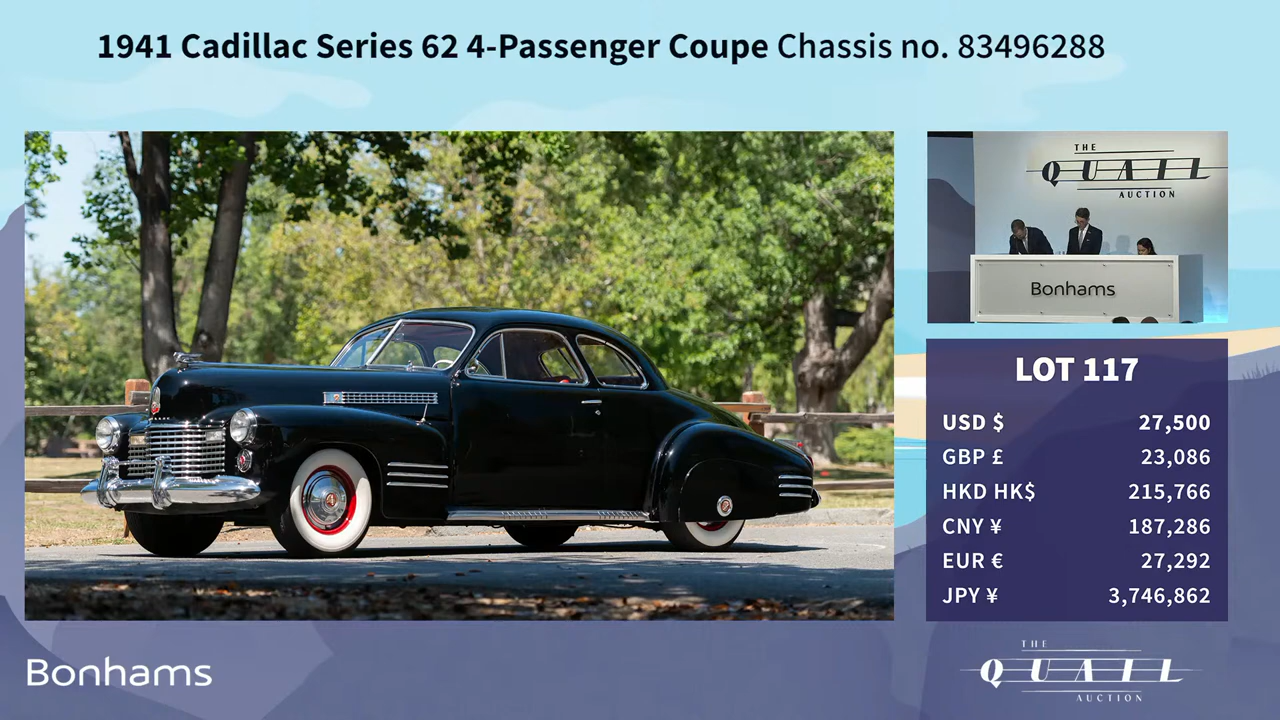 1941 Cadillac Series 62 4-Passenger Coupe Chassis no. 83496288
THE
QUAIL
AUCTION
Bonhams
LOT 117
USD $ 27,500
GBP £ 23,086
HKD HK$ 215,766
CNY ¥ 187,286
EUR € 27,292
JPY ¥ 3,746,862
Bonhams
THE
QUAIL
AUCTION